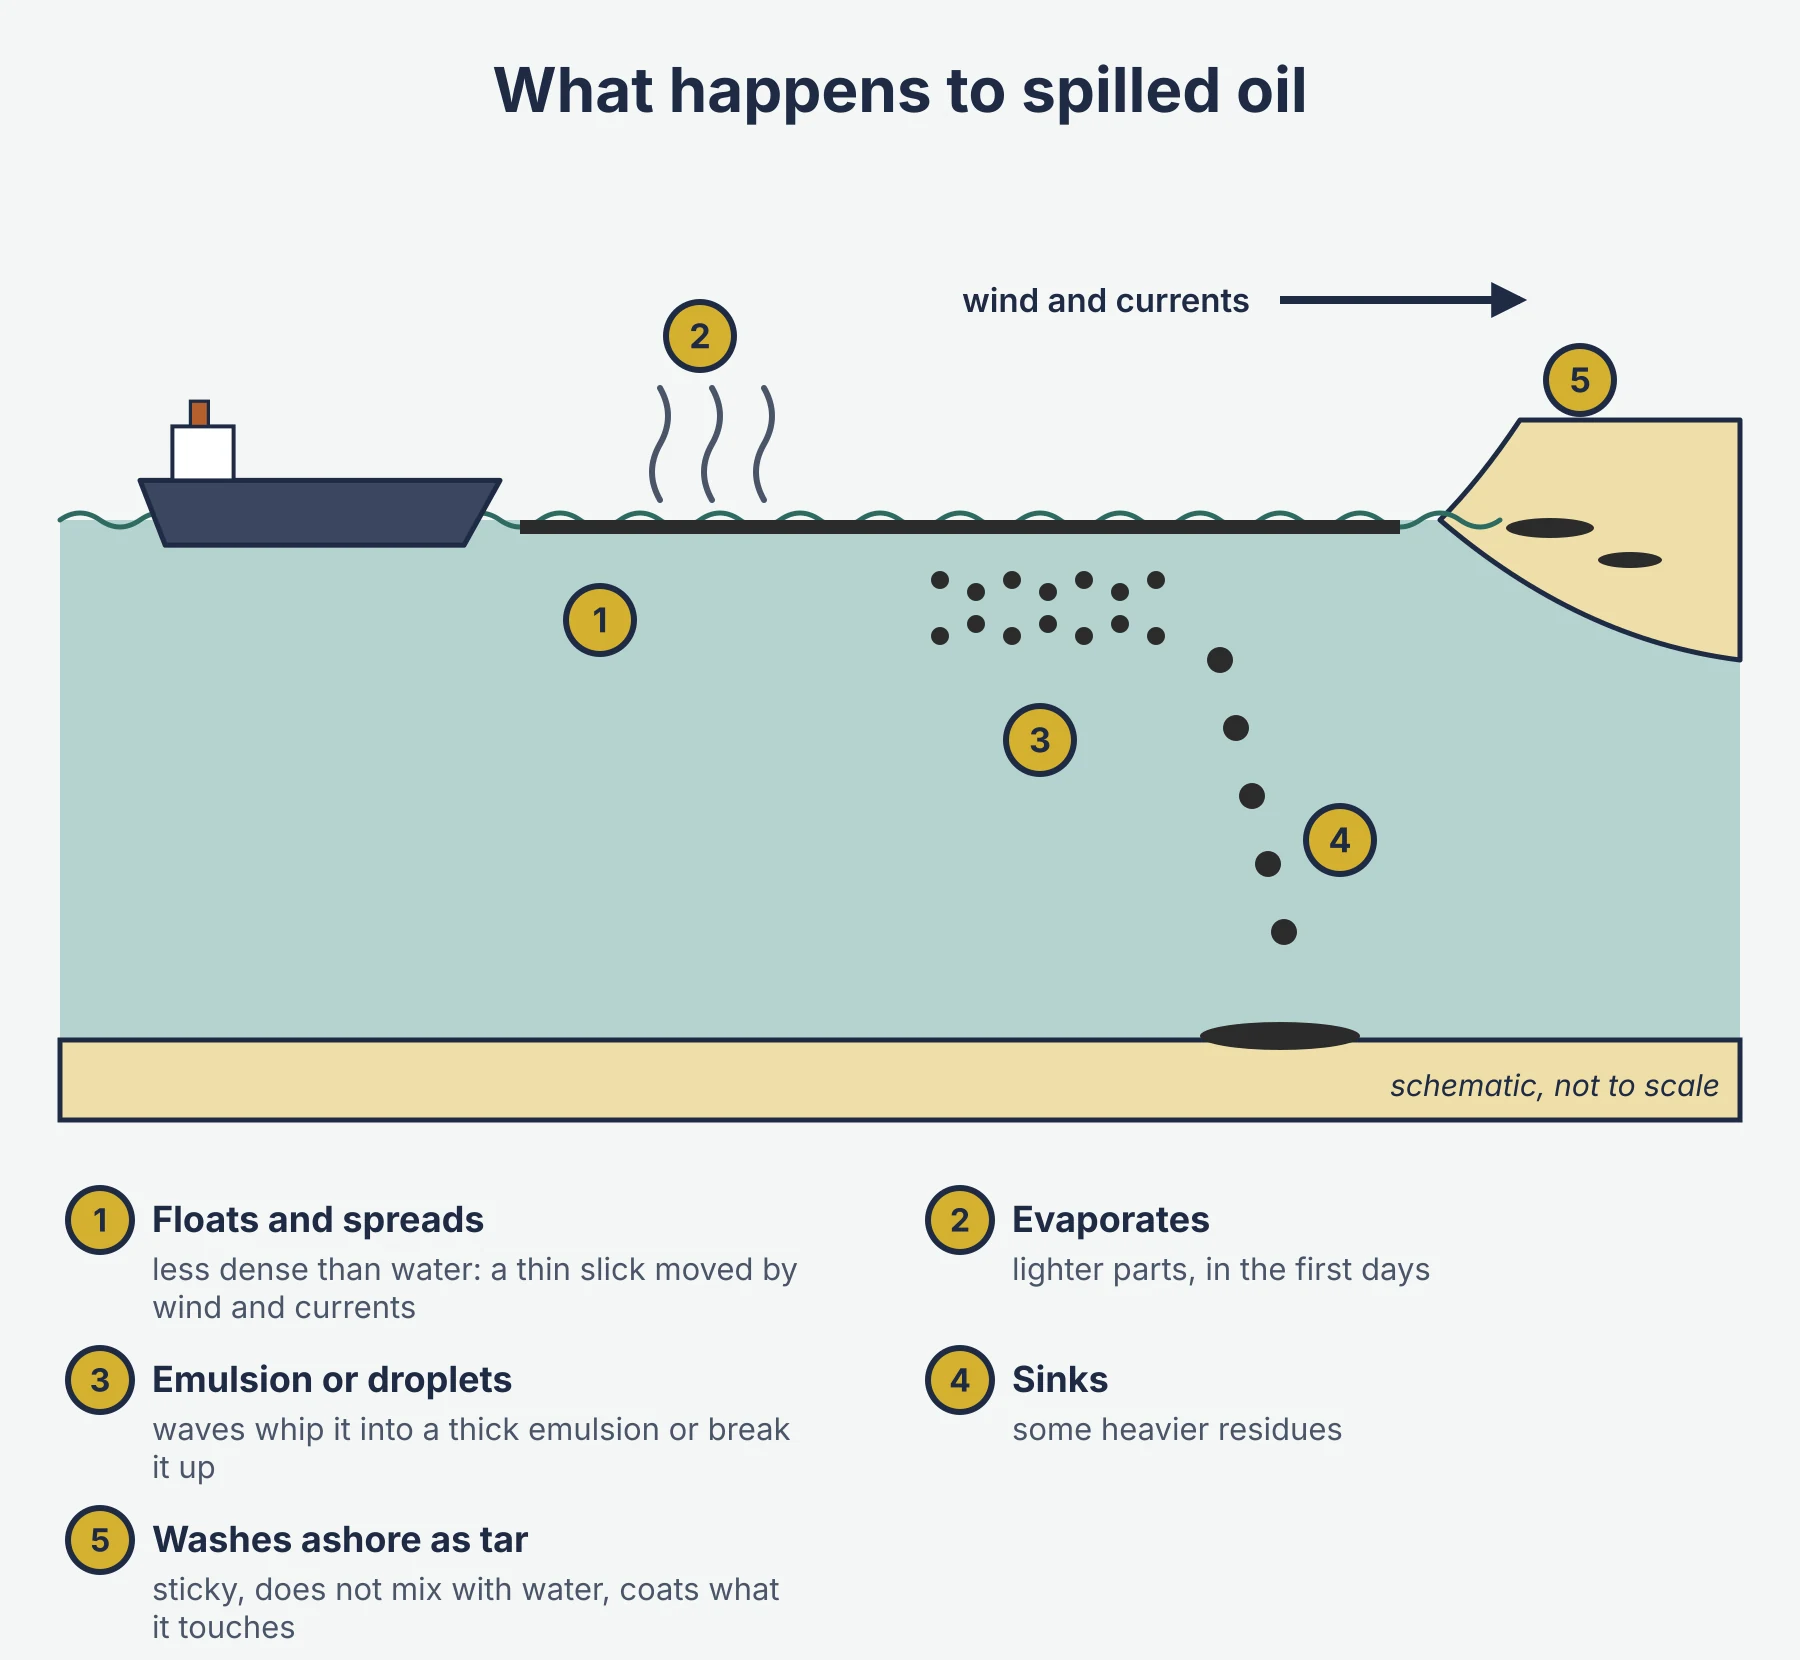 What happens to spilled oil
wind and currents
2
5
1
3
4
schematic, not to scale
1 Floats and spreads
less dense than water: a thin slick moved by
wind and currents
2 Evaporates
lighter parts, in the first days
3 Emulsion or droplets
waves whip it into a thick emulsion or break
it up
4 Sinks
some heavier residues
5 Washes ashore as tar
sticky, does not mix with water, coats what
it touches